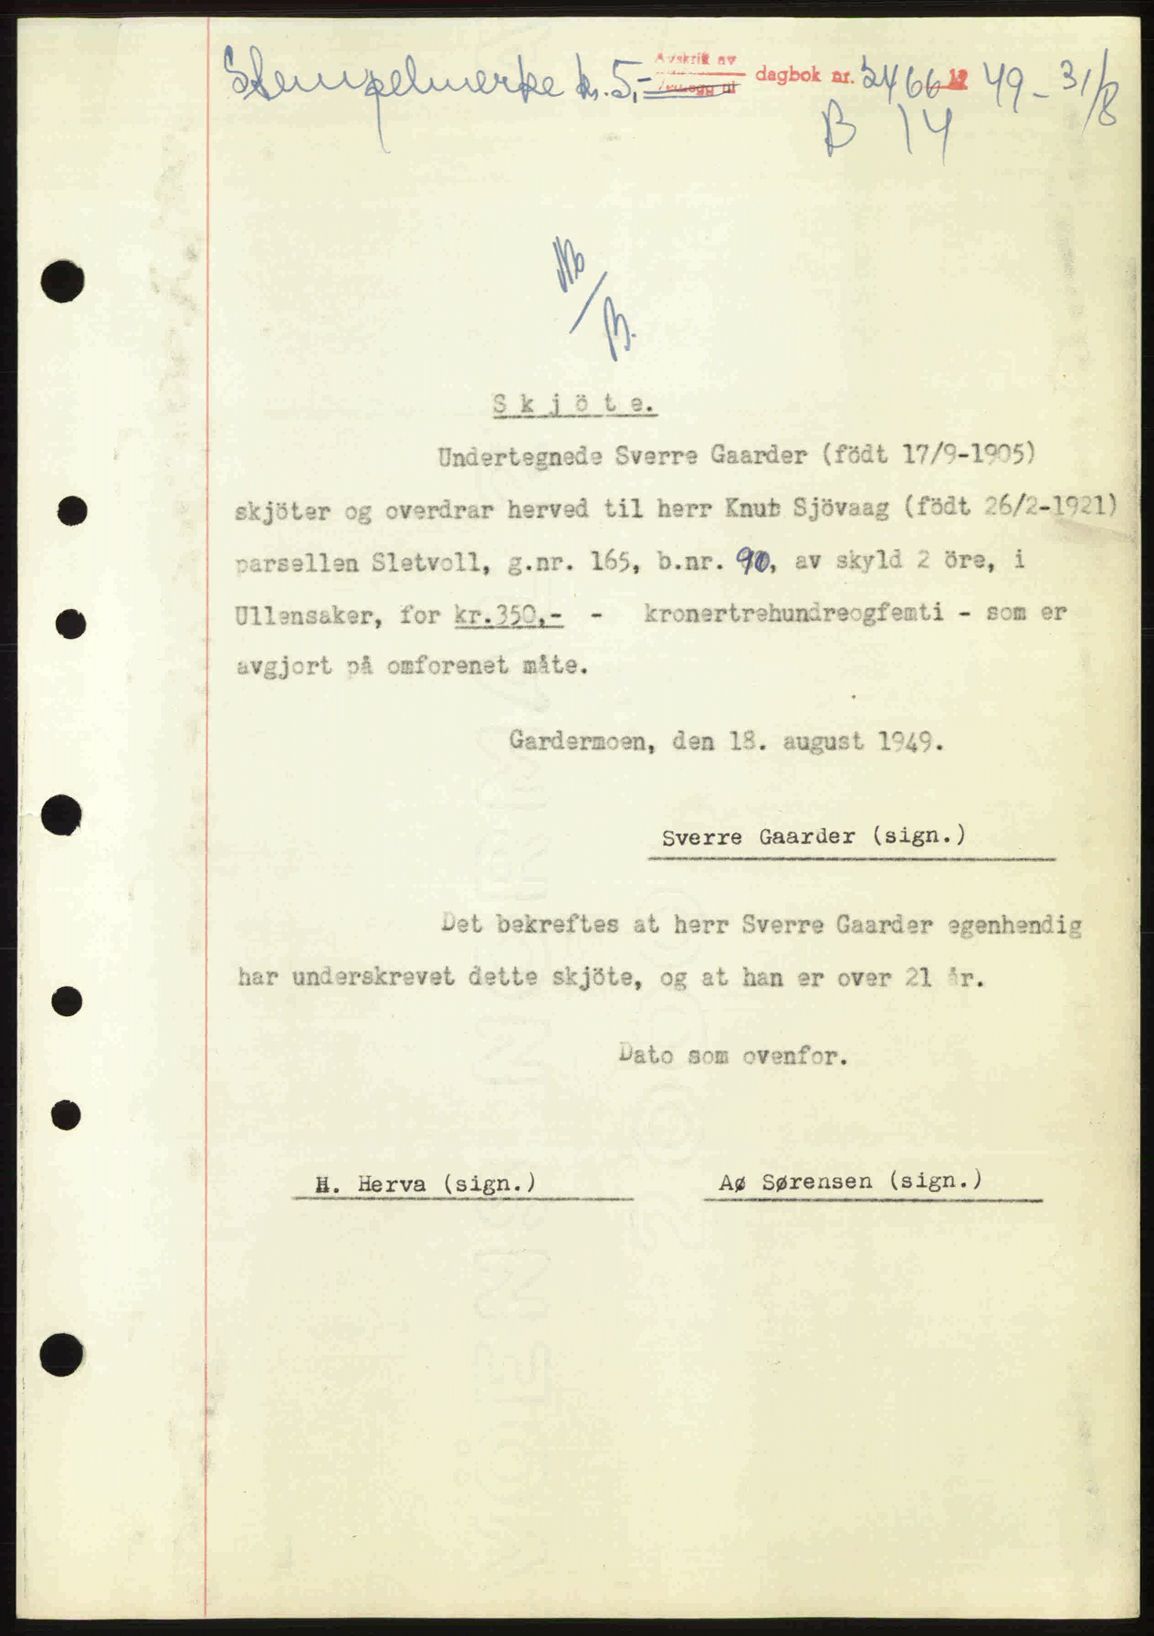 Stempelmerke kr. 5,- Avskrift av dagbok nr. 3466 19 49 - 31/8
B 14
No
B.
Skjöte.
Undertegnede Sverre Gaarder (födt 17/9-1905)
skjöter og overdrar herved til herr Knut Sjövaag (födt 26/2-1921)
parsellen Sletvoll, g.nr. 165, b.nr. 90, av skyld 2 öre, i
Ullensaker, for kr.350,- - kronertrehundreogfemti - som er
avgjort på omforenet måte.
Gardermoen, den 18. august 1949.
Sverre Gaarder (sign.)
Det bekreftes at herr Sverre Gaarder egenhendig
har underskrevet dette skjöte, og at han er over 21 år.
Dato som ovenfor.
H. Herva (sign.) Aø Sørensen (sign.)